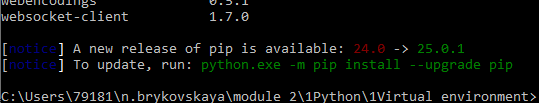 webencodings 0.5.1
websocket-client 1.7.0
[notice] A new release of pip is available: 24.0 -> 25.0.1
[notice] To update, run: python.exe -m pip install --upgrade pip
C:\Users\79181\n.brykovskaya\module 2\1Python\1Virtual environment>